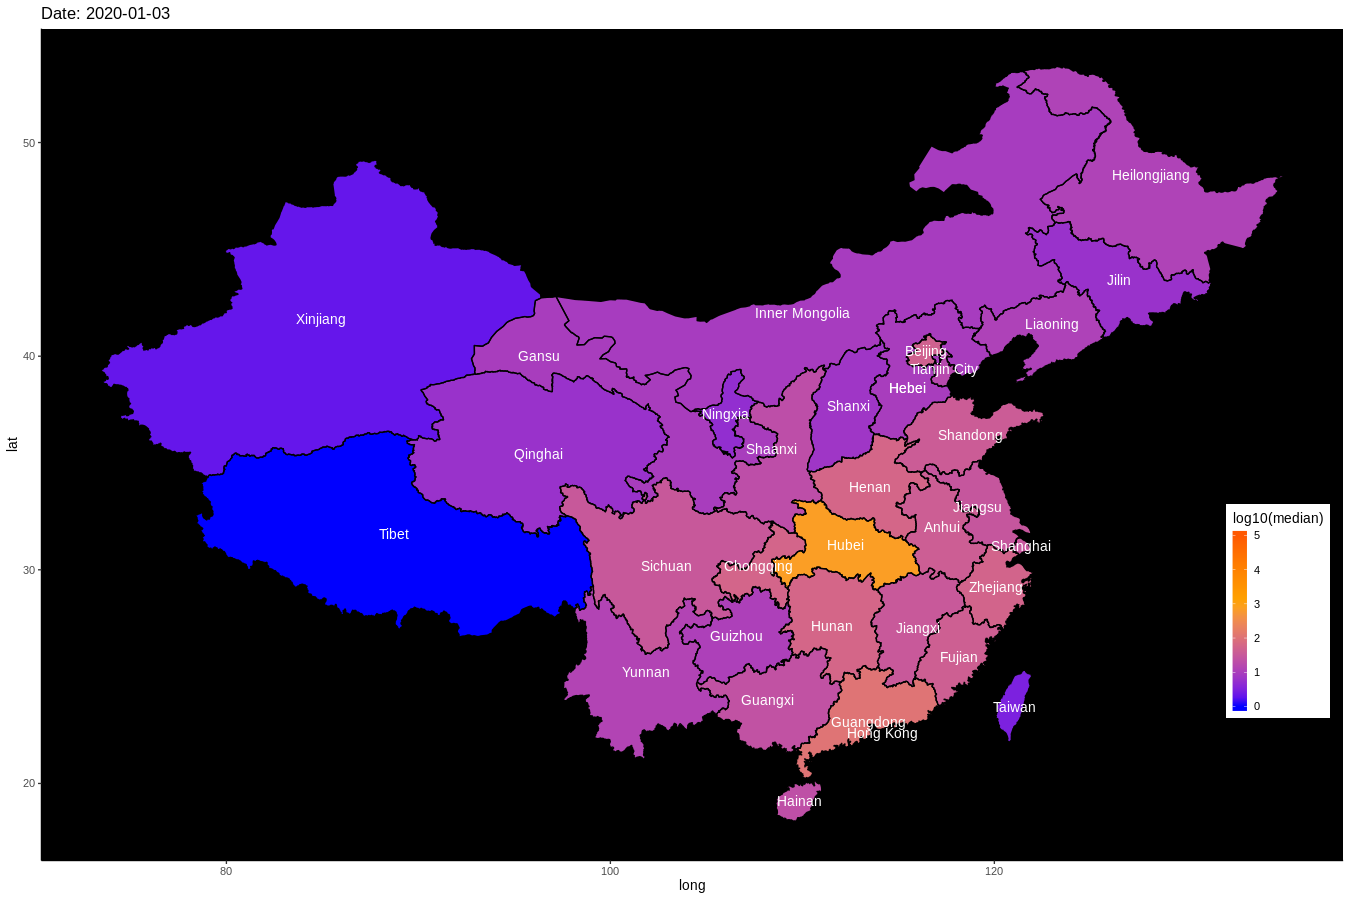 Date: 2020-01-03
50
40
30
20
lat
80
100
120
long
Heilongjiang
Jilin
Xinjiang
Inner Mongolia
Liaoning
Gansu
Beijing
Tianjin City
Hebei
Ningxia
Shanxi
Shandong
Qinghai
Shaanxi
Henan
Jiangsu
Anhui
Tibet
Hubei
Shanghai
Sichuan
Chongqing
Zhejiang
Hunan
Jiangxi
Guizhou
Fujian
Yunnan
Guangxi
Taiwan
Guangdong
Hong Kong
Hainan
log10(median)
5
4
3
2
1
0